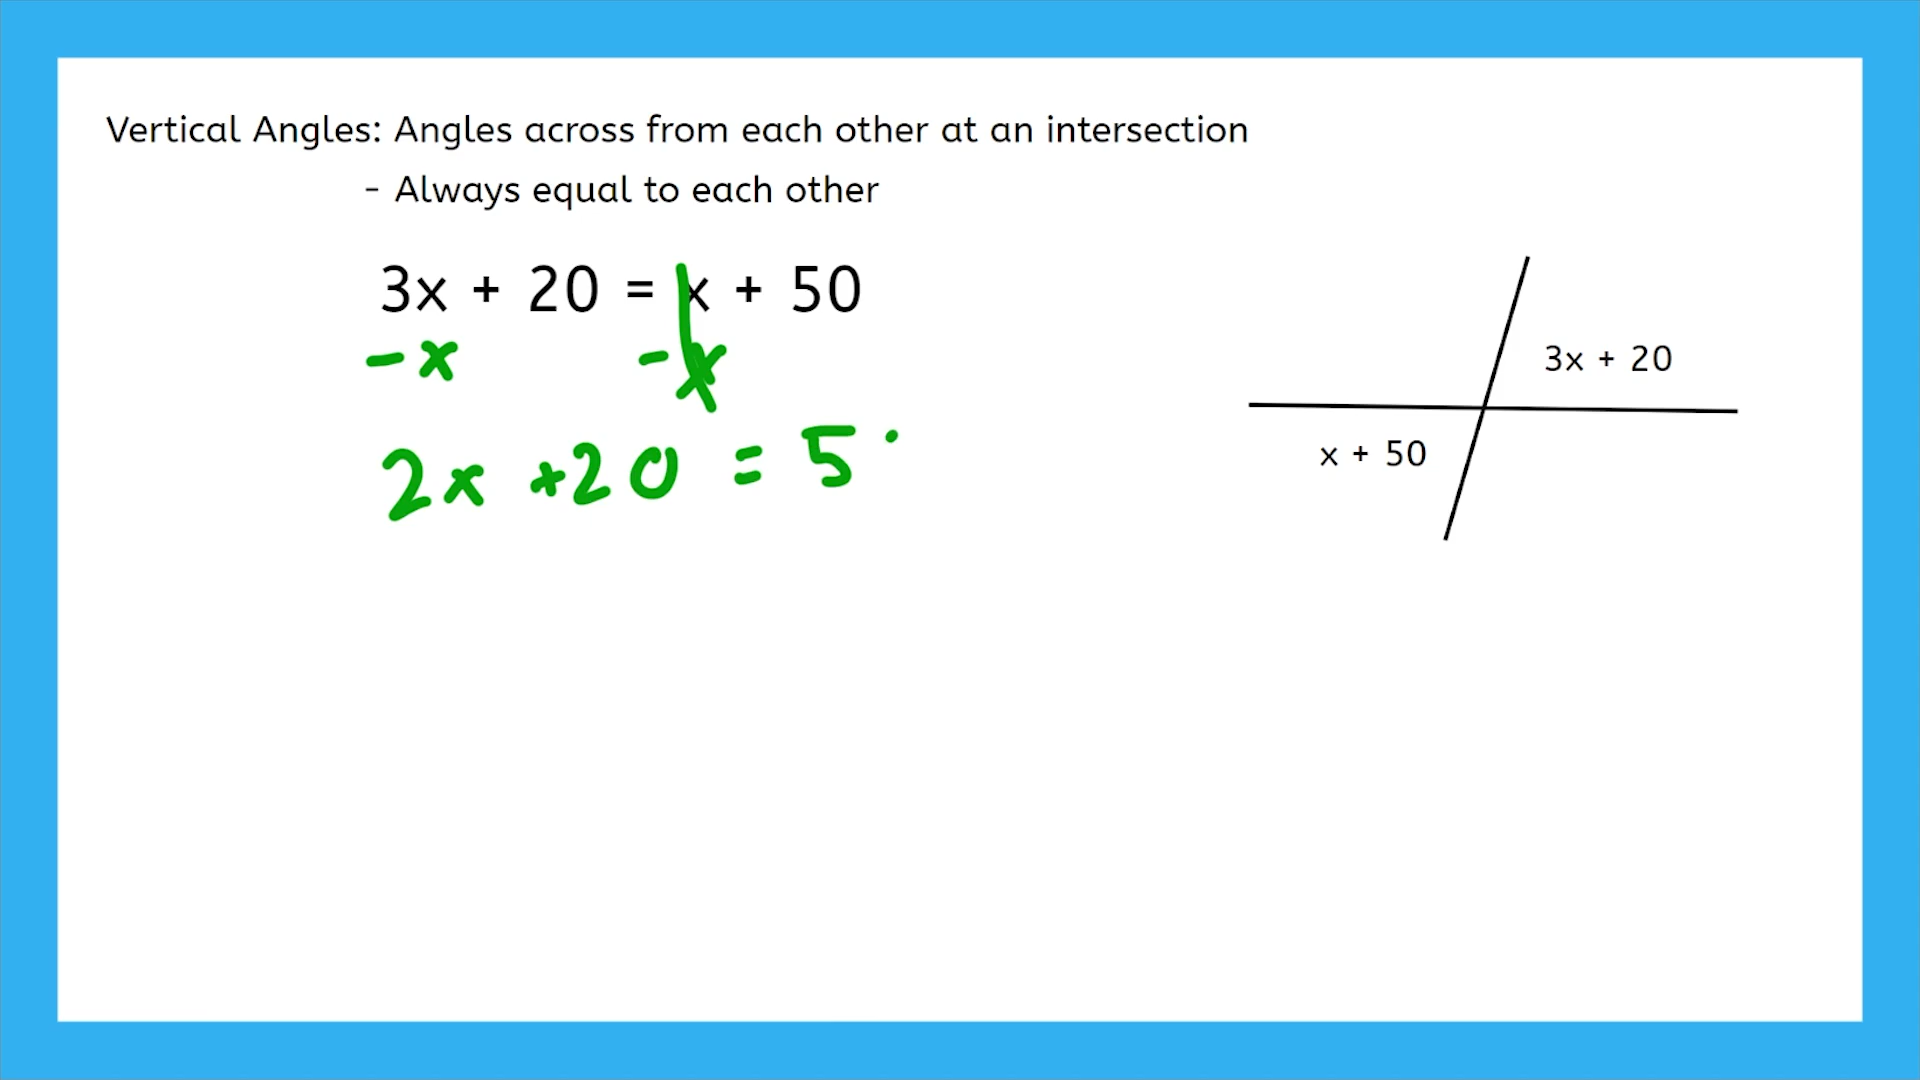 Vertical Angles: Angles across from each other at an intersection
- Always equal to each other
3x + 20 = x + 50
-x -x
3x + 20
2x +20 = 5
x + 50